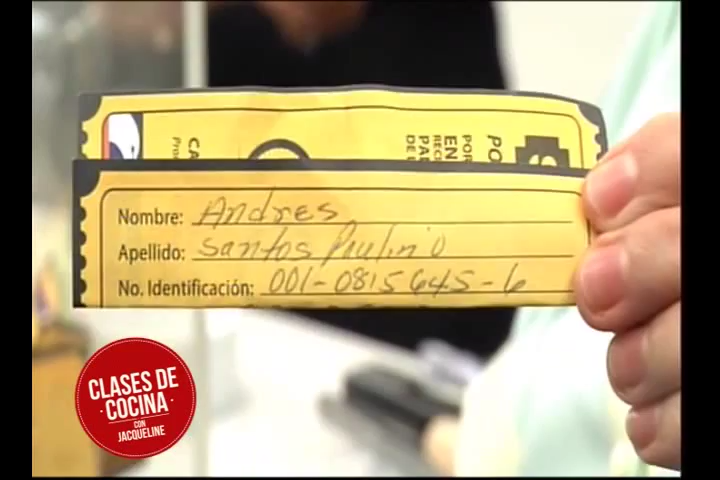 Nombre: Andres
Apellido: Santos Paulino
No. Identificación: 001-0815645-6
CLASES DE
COCINA
CON
JACQUELINE